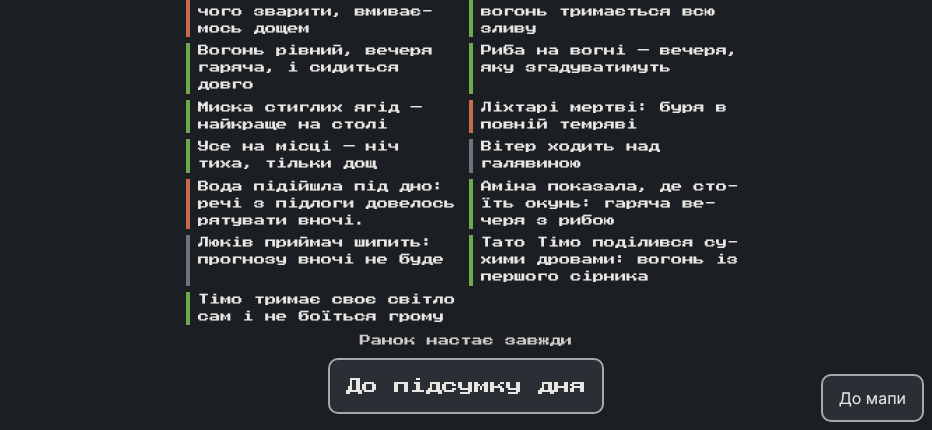 чого зварити, вмиває-
мось дощем
вогонь тримається всю
зливу
Вогонь рівний, вечеря
гаряча, і сидиться
довго
Риба на вогні — вечеря,
яку згадуватимуть
Миска стиглих ягід —
найкраще на столі
Ліхтарі мертві: буря в
повній темряві
Усе на місці — ніч
тиха, тільки дощ
Вітер ходить над
галявиною
Вода підійшла під дно:
речі з підлоги довелось
рятувати вночі.
Аміна показала, де сто-
їть окунь: гаряча ве-
черя з рибою
Люків приймач шипить:
прогнозу вночі не буде
Тато Тімо поділився су-
хими дровами: вогонь із
першого сірника
Тімо тримає своє світло
сам і не боїться грому
Ранок настає завжди
До підсумку дня
До мапи